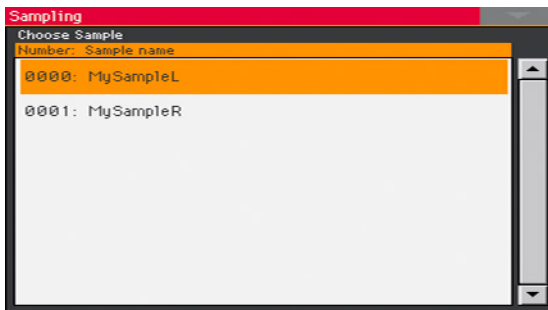 Sampling
Choose Sample
Number: Sample name
0000: MySampleL
0001: MySampleR